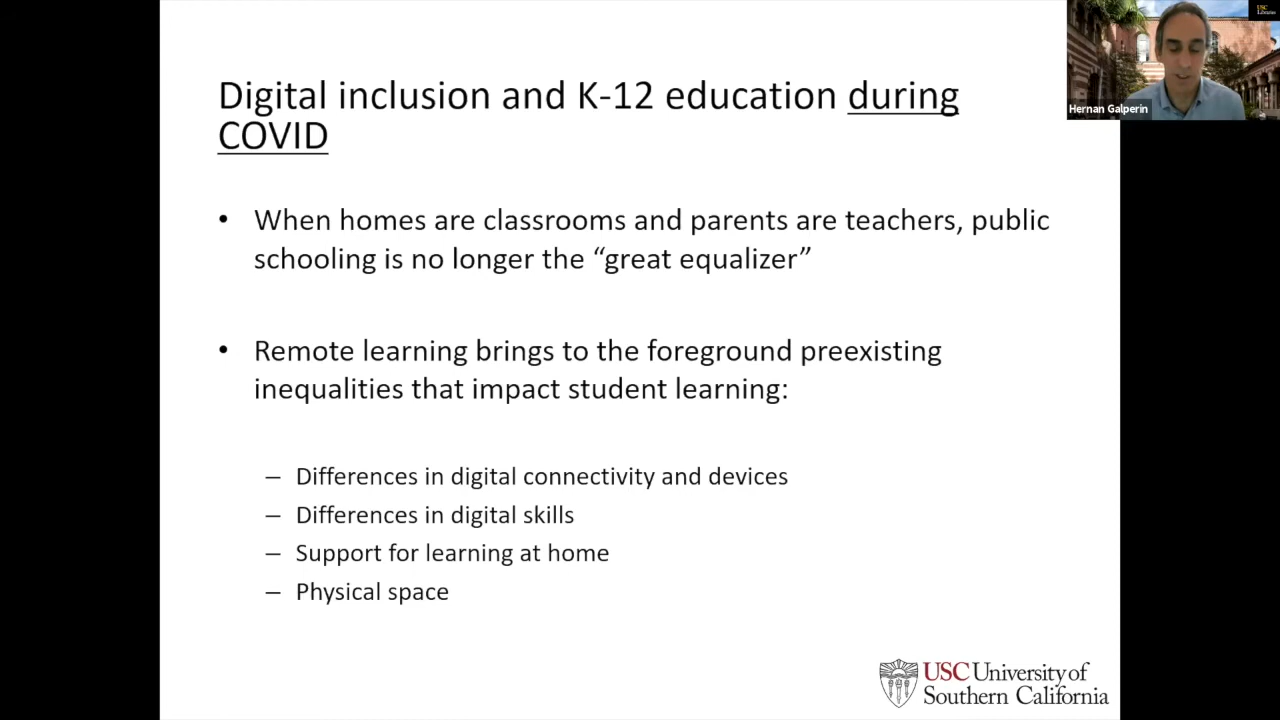 Digital inclusion and K-12 education during
COVID
• When homes are classrooms and parents are teachers, public
schooling is no longer the “great equalizer”
• Remote learning brings to the foreground preexisting
inequalities that impact student learning:
– Differences in digital connectivity and devices
– Differences in digital skills
– Support for learning at home
– Physical space
USC University of
Southern California
Hernan Galperin
USC
Libraries